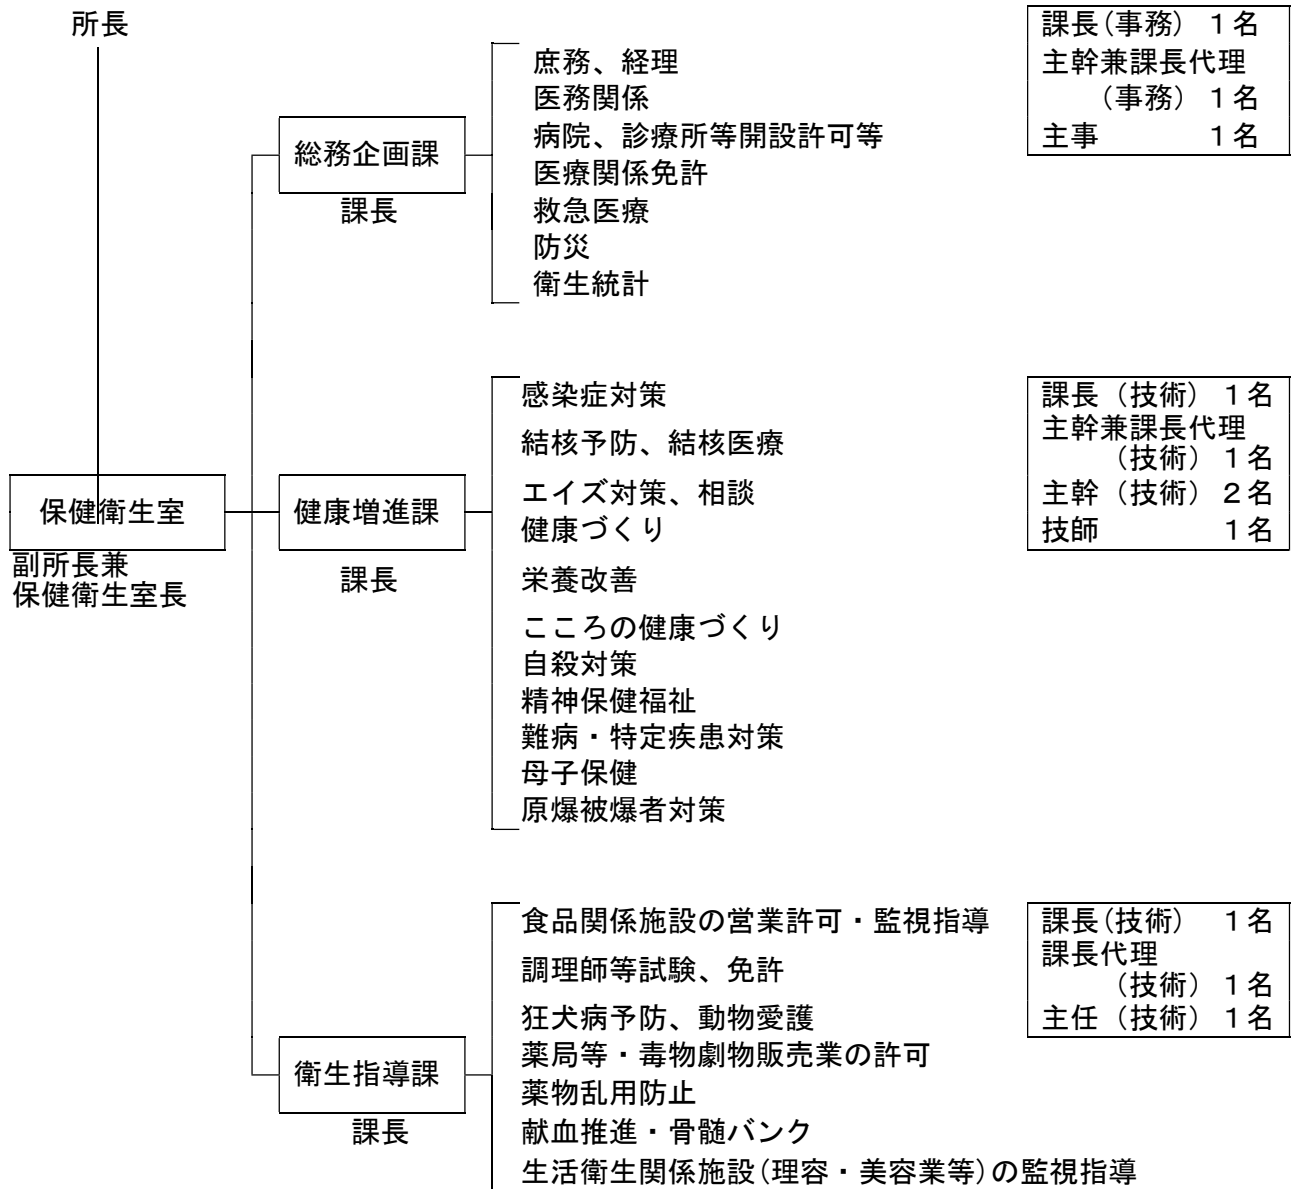 所長
総務企画課
課長
庶務、経理
医務関係
病院、診療所等開設許可等
医療関係免許
救急医療
防災
衛生統計
課長(事務) 1名
主幹兼課長代理
(事務) 1名
主事 1名
保健衛生室
副所長兼
保健衛生室長
健康増進課
課長
感染症対策
結核予防、結核医療
エイズ対策、相談
健康づくり
栄養改善
こころの健康づくり
自殺対策
精神保健福祉
難病・特定疾患対策
母子保健
原爆被爆者対策
課長(技術) 1名
主幹兼課長代理
(技術) 1名
主幹(技術) 2名
技師 1名
衛生指導課
課長
食品関係施設の営業許可・監視指導
調理師等試験、免許
狂犬病予防、動物愛護
薬局等・毒物劇物販売業の許可
薬物乱用防止
献血推進・骨髄バンク
生活衛生関係施設(理容・美容業等)の監視指導
課長(技術) 1名
課長代理
(技術) 1名
主任(技術) 1名